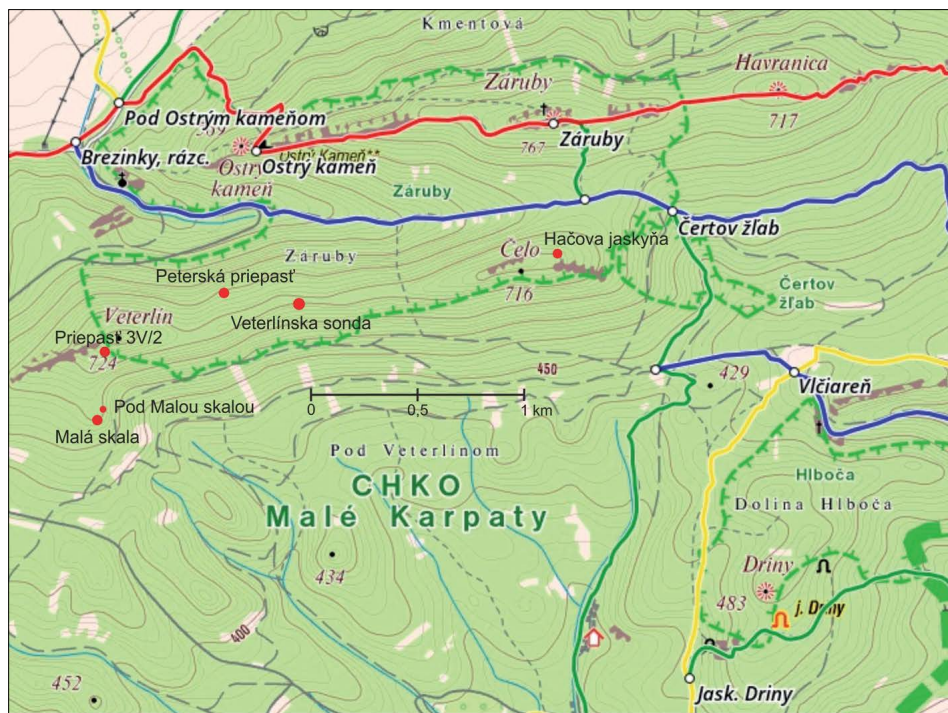 Kmentová
Záruby
Havranica
Pod Ostrým kameňom
569
717
Záruby
Brezinky, rázc.
Ostrý Kameň**
767
Ostrý kameň
Ostrý
kameň
Záruby
Čertov žľab
Hačova jaskyňa
Čelo
Záruby
Peterská priepasť
716
Čertov
žľab
Veterlín
Veterlínska sonda
Priepasť 3V/2
724
450
429
Vlčiareň
0
0,5
1 km
Pod Malou skalou
Malá skala
Pod Veterlínom
Hlboča
CHKO
Malé Karpaty
Dolina Hlboča
434
Driny
483
j. Driny
400
452
Jask. Driny